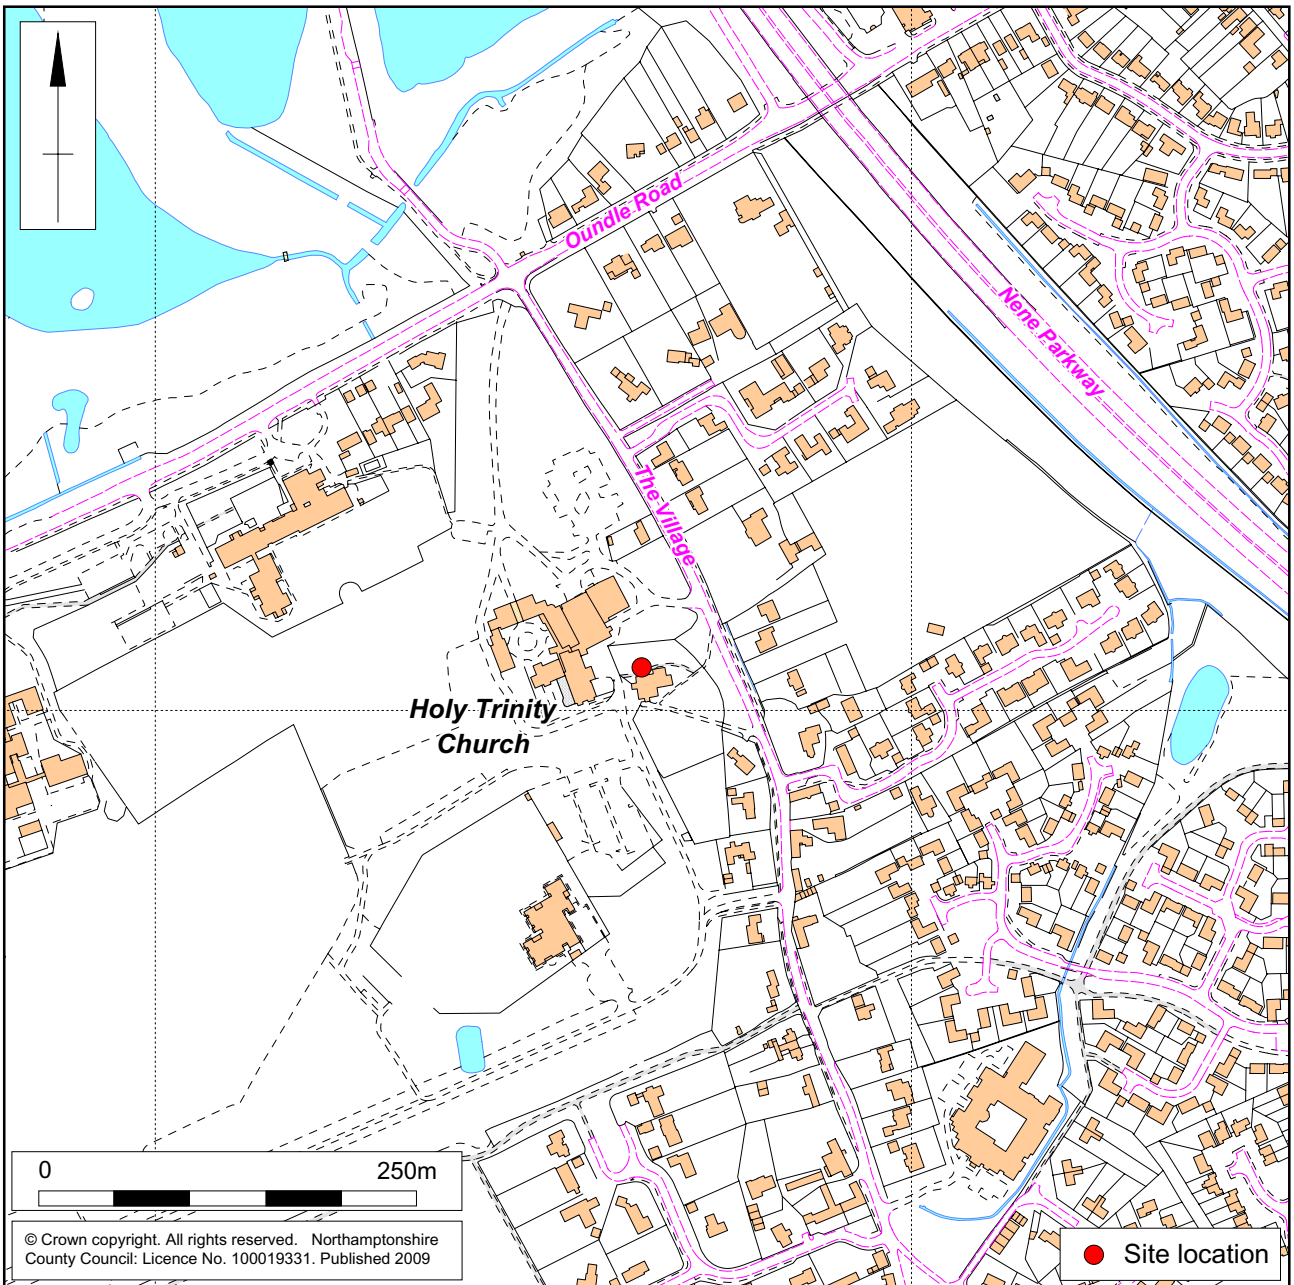 Oundle Road
Nene Parkway
The Village
Holy Trinity
Church
0 250m
© Crown copyright. All rights reserved. Northamptonshire
County Council: Licence No. 100019331. Published 2009
Site location